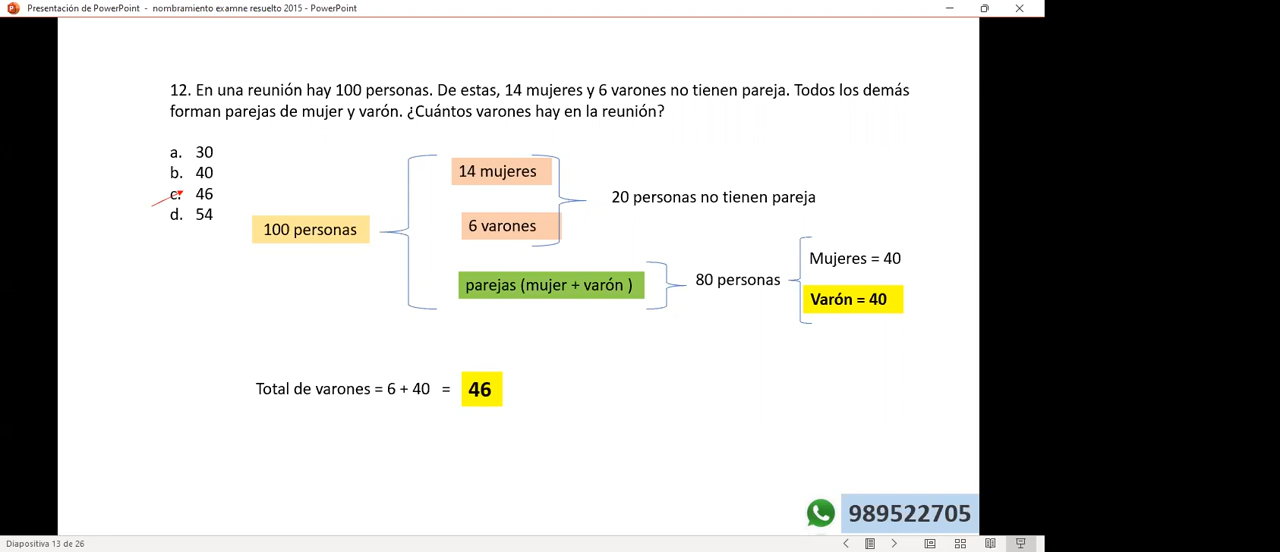 Presentación de PowerPoint - nombramiento examne resuelto 2015 - PowerPoint
12. En una reunión hay 100 personas. De estas, 14 mujeres y 6 varones no tienen pareja. Todos los demás
forman parejas de mujer y varón. ¿Cuántos varones hay en la reunión?
a. 30
b. 40
c. 46
d. 54
100 personas
14 mujeres
6 varones
20 personas no tienen pareja
parejas (mujer + varón )
80 personas
Mujeres = 40
Varón = 40
Total de varones = 6 + 40 = 46
989522705
Diapositiva 13 de 26